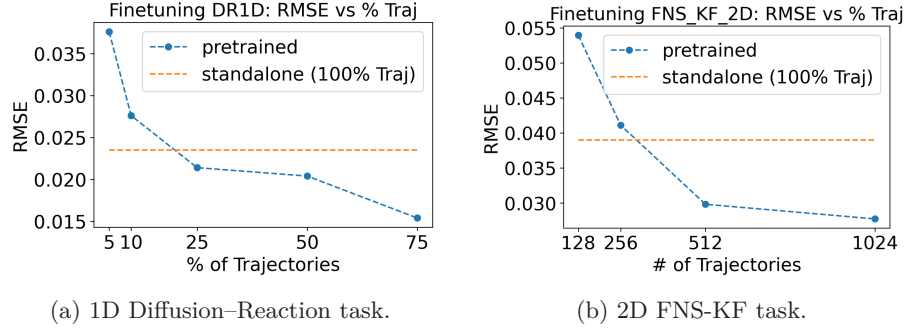 Finetuning DR1D: RMSE vs % Traj
0.035
0.030
0.025
0.020
0.015
RMSE
pretrained
standalone (100% Traj)
5 10 25 50 75
% of Trajectories
(a) 1D Diffusion–Reaction task.
Finetuning FNS_KF_2D: RMSE vs % Traj
0.055
0.050
0.045
0.040
0.035
0.030
RMSE
pretrained
standalone (100% Traj)
128 256 512 1024
# of Trajectories
(b) 2D FNS-KF task.